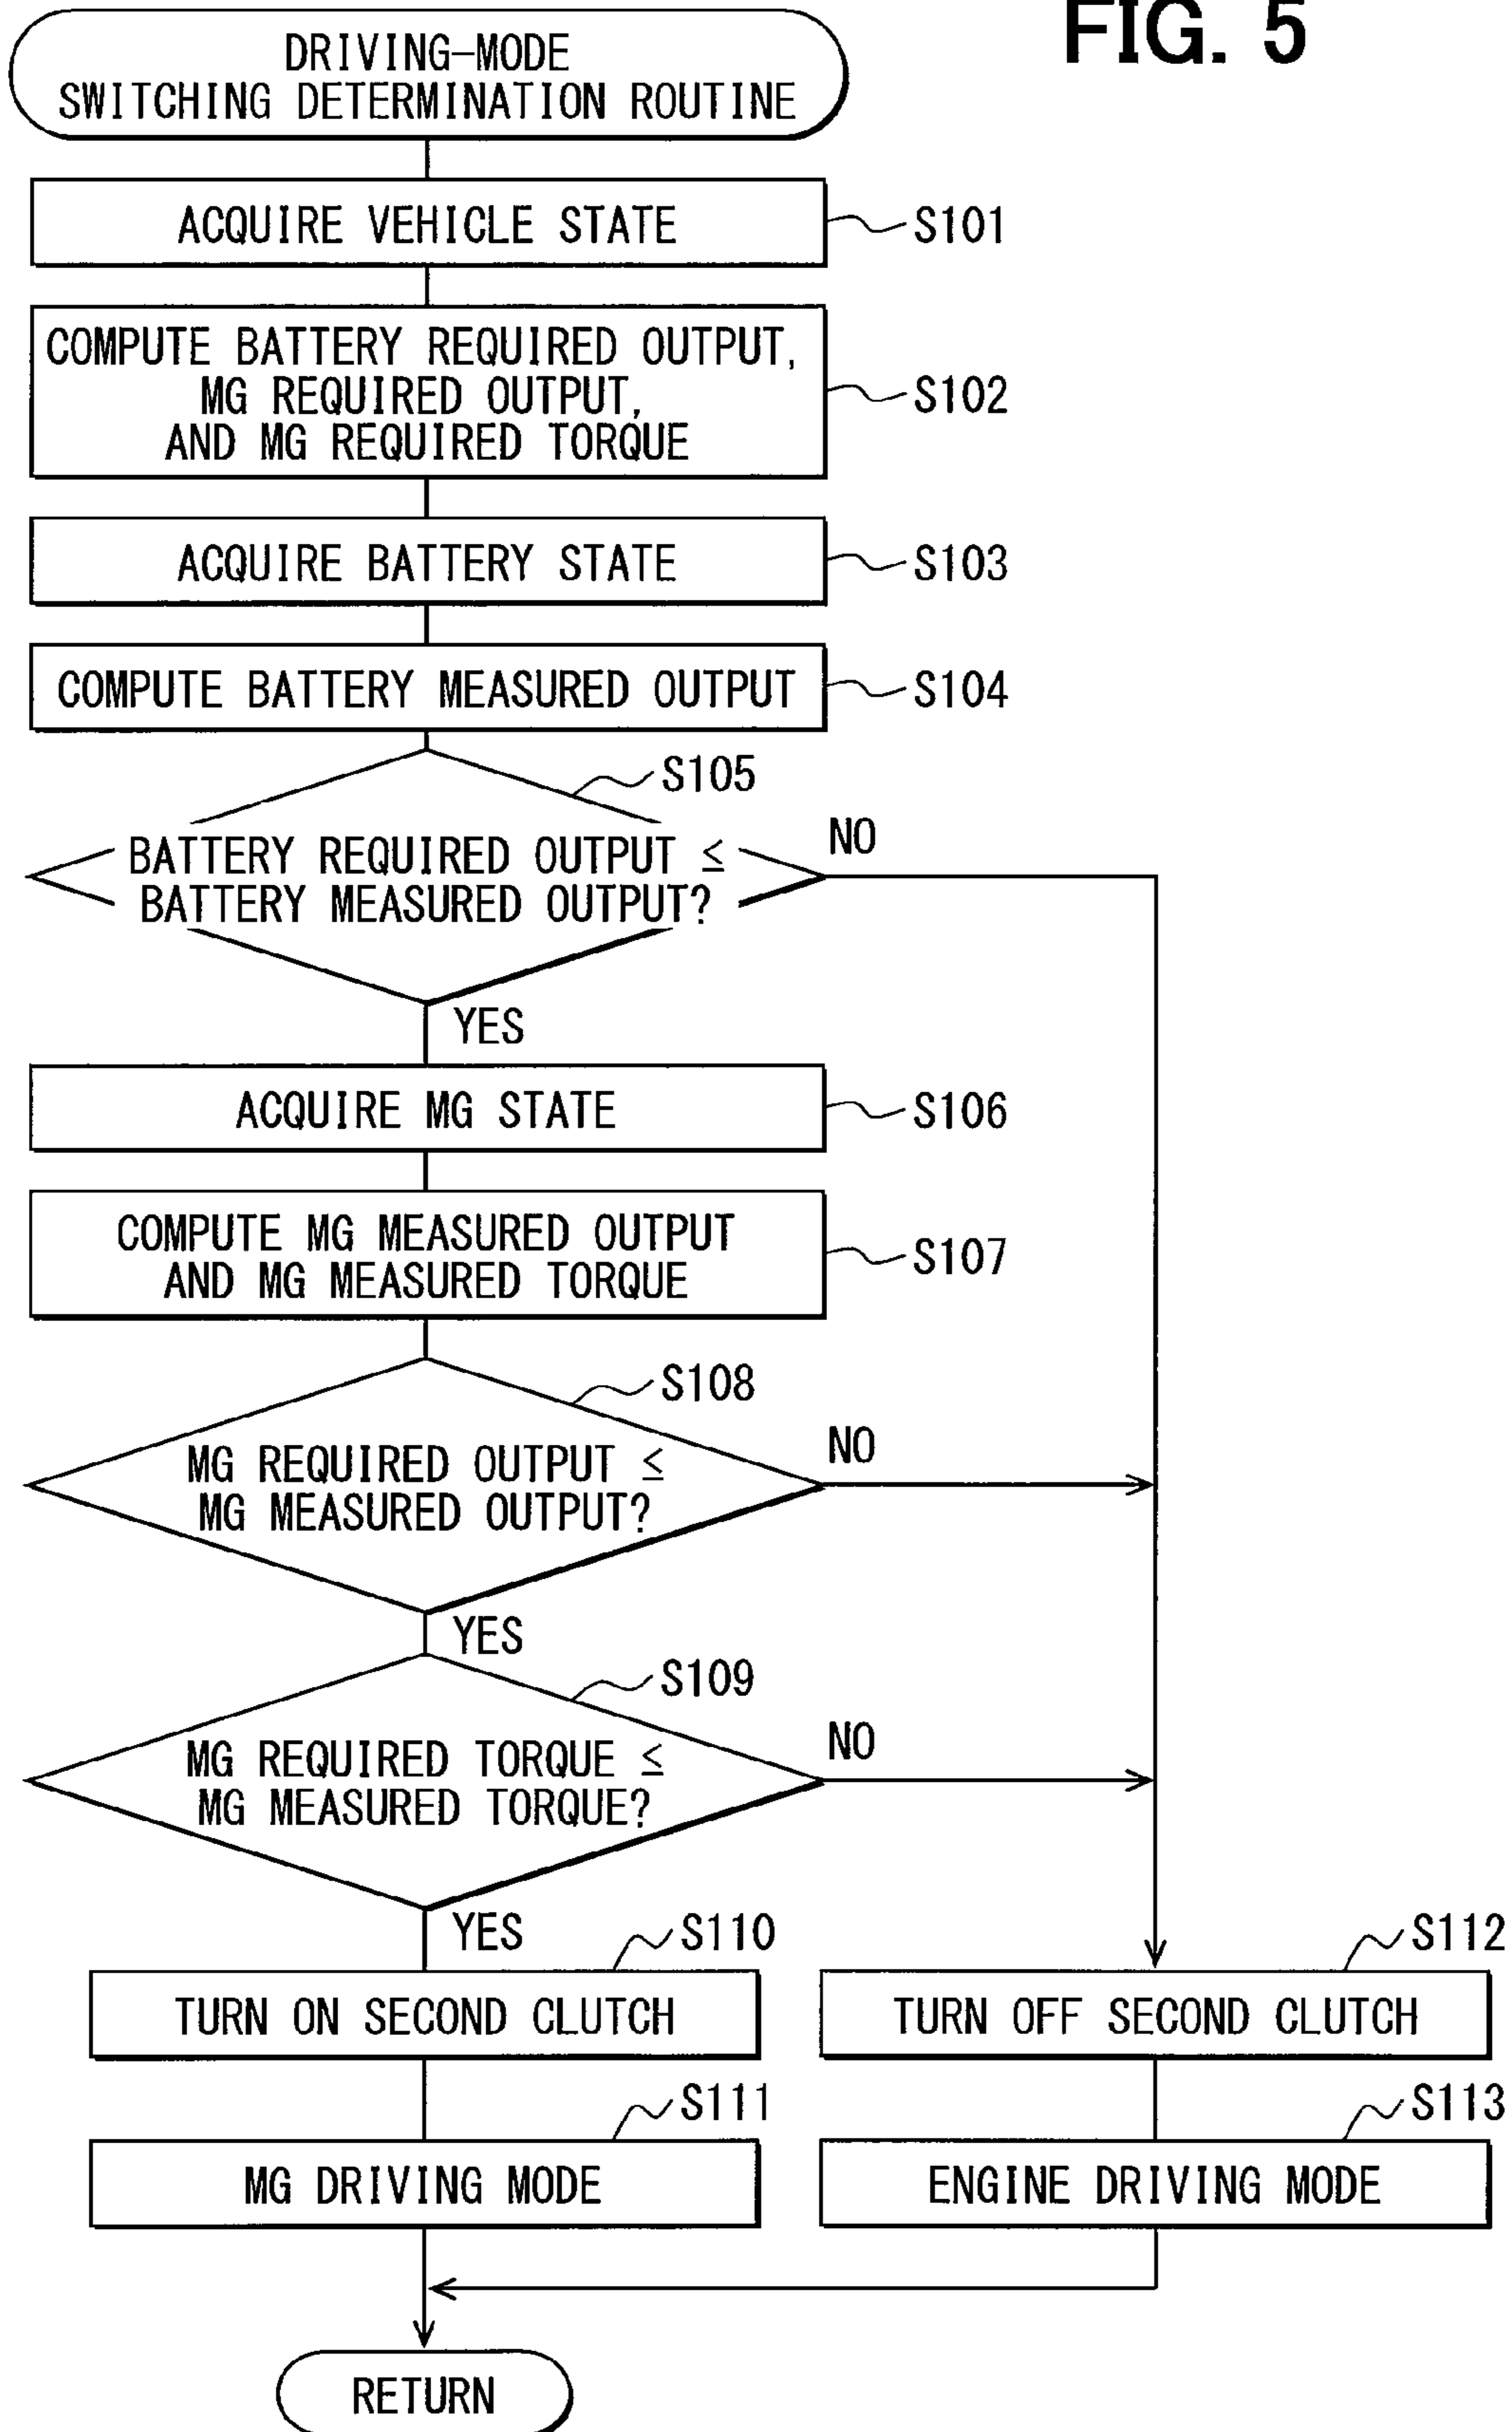 FIG. 5
DRIVING-MODE
SWITCHING DETERMINATION ROUTINE
ACQUIRE VEHICLE STATE
S101
COMPUTE BATTERY REQUIRED OUTPUT,
MG REQUIRED OUTPUT,
AND MG REQUIRED TORQUE
S102
ACQUIRE BATTERY STATE
S103
COMPUTE BATTERY MEASURED OUTPUT
S104
S105
BATTERY REQUIRED OUTPUT ≤
BATTERY MEASURED OUTPUT?
NO
YES
ACQUIRE MG STATE
S106
COMPUTE MG MEASURED OUTPUT
AND MG MEASURED TORQUE
S107
S108
MG REQUIRED OUTPUT ≤
MG MEASURED OUTPUT?
NO
YES
S109
MG REQUIRED TORQUE ≤
MG MEASURED TORQUE?
NO
YES
S110
TURN ON SECOND CLUTCH
S112
TURN OFF SECOND CLUTCH
S111
MG DRIVING MODE
S113
ENGINE DRIVING MODE
RETURN